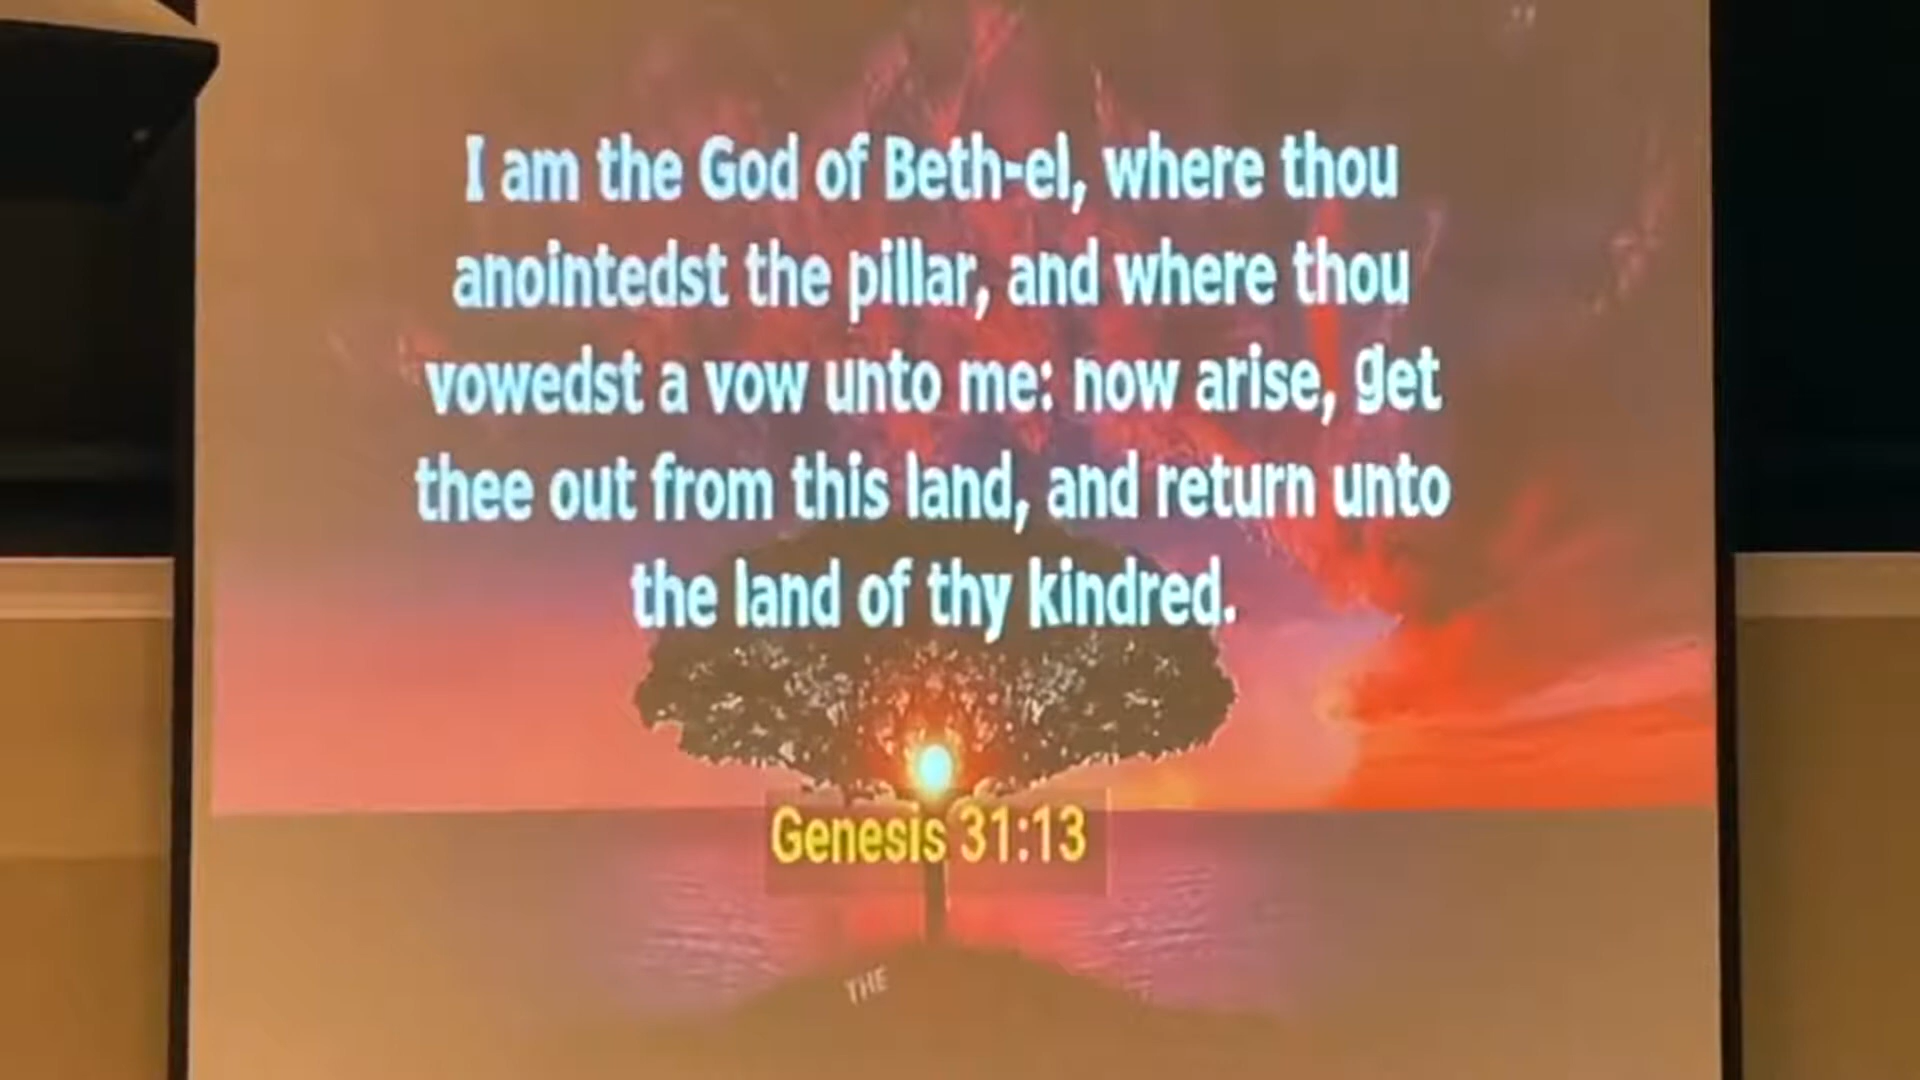 I am the God of Beth-el, where thou
anointedst the pillar, and where thou
vowedst a vow unto me: now arise, get
thee out from this land, and return unto
the land of thy kindred.
Genesis 31:13
THE